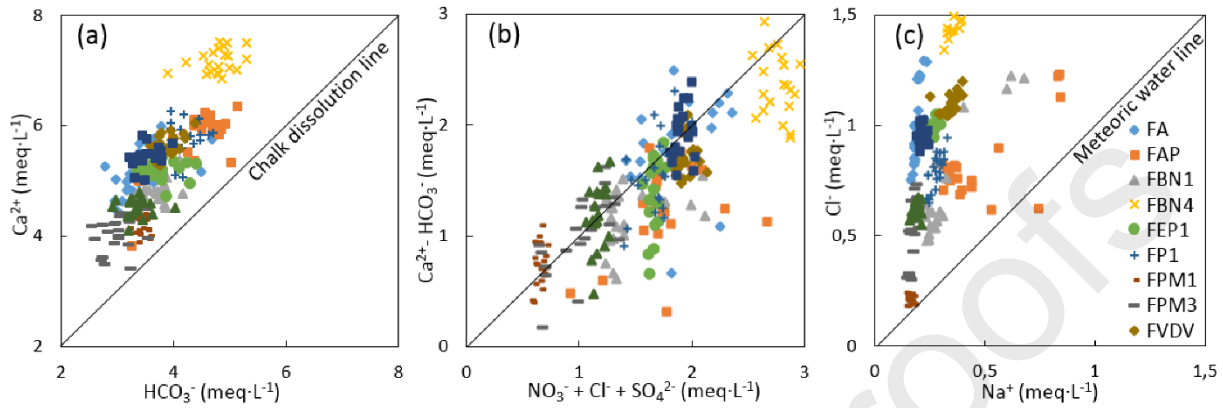 (a)
8
6
4
2
2
4
6
8
Ca²⁺ (meq·L⁻¹)
HCO₃⁻ (meq·L⁻¹)
Chalk dissolution line
(b)
3
2
1
0
0
1
2
3
Ca²⁺- HCO₃⁻ (meq·L⁻¹)
NO₃⁻ + Cl⁻ + SO₄²⁻ (meq·L⁻¹)
(c)
1,5
1
0,5
0
0
0,5
1
1,5
Cl⁻ (meq·L⁻¹)
Na⁺ (meq·L⁻¹)
Meteoric water line
FA
FAP
FBN1
FBN4
FEP1
FP1
FPM1
FPM3
FVDV
roofs